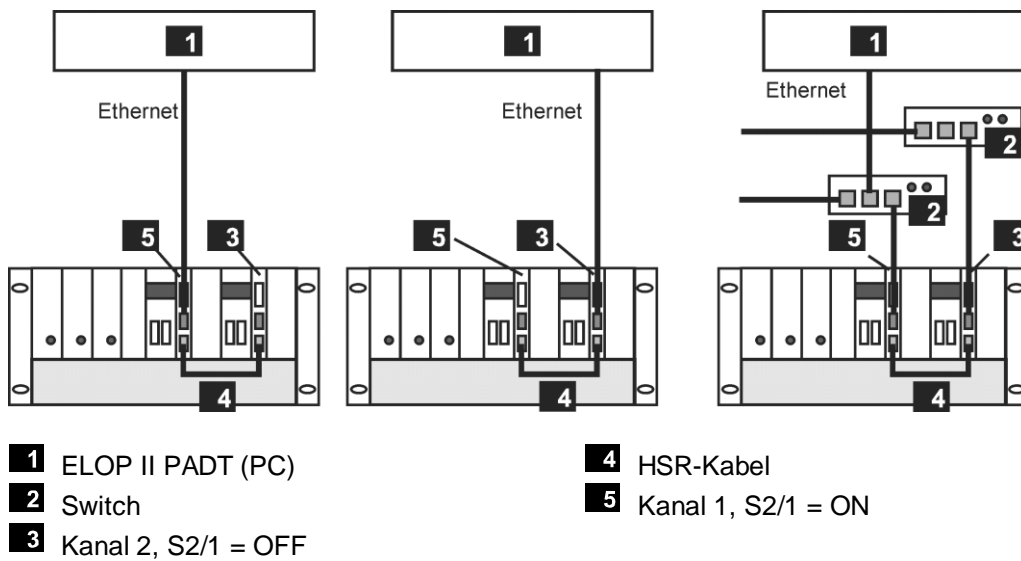 1 1 1
Ethernet Ethernet Ethernet
2
2
5 3 5 3 5 3
4 4 4
1 ELOP II PADT (PC)
2 Switch
3 Kanal 2, S2/1 = OFF
4 HSR-Kabel
5 Kanal 1, S2/1 = ON